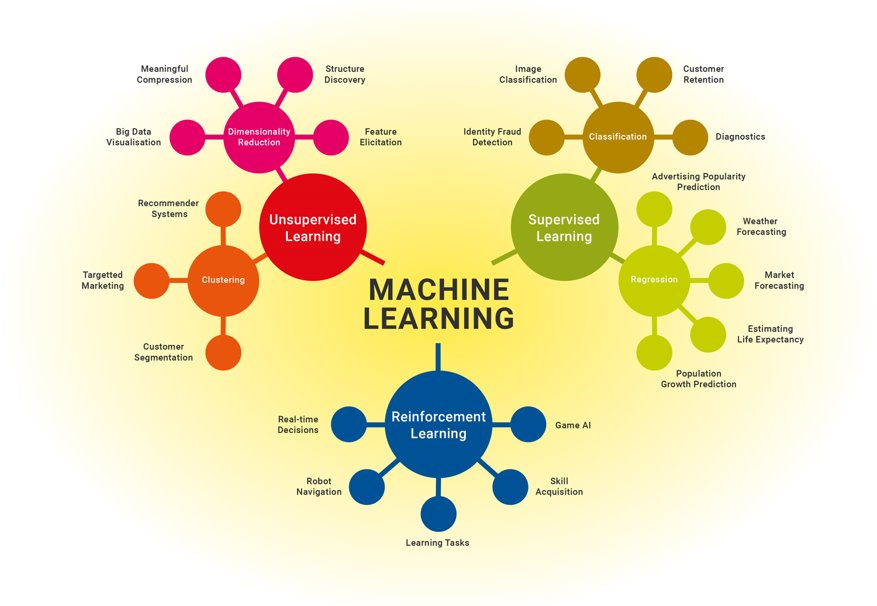 Meaningful
Compression
Structure
Discovery
Big Data
Visualisation
Dimensionality
Reduction
Feature
Elicitation
Image
Classification
Customer
Retention
Identity Fraud
Detection
Classification
Diagnostics
Recommender
Systems
Unsupervised
Learning
Targetted
Marketing
Clustering
Customer
Segmentation
Supervised
Learning
Advertising Popularity
Prediction
Weather
Forecasting
Regression
Market
Forecasting
Estimating
Life Expectancy
Population
Growth Prediction
MACHINE
LEARNING
Reinforcement
Learning
Real-time
Decisions
Game AI
Robot
Navigation
Skill
Acquisition
Learning Tasks